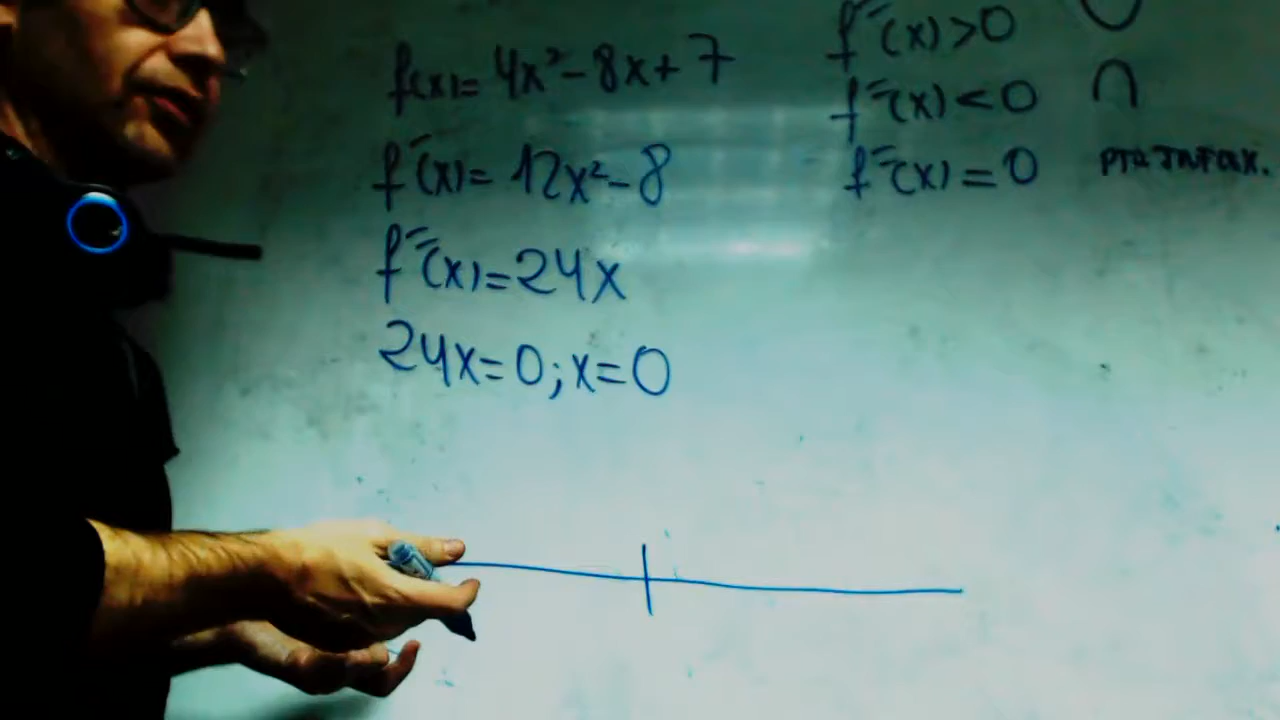 f(x)= 4x³-8x+7
f'(x)= 12x²-8
f''(x)=24x
24x=0; x=0
f''(x)>0 ∪
f''(x)<0 ∩
f''(x)=0 PTO INFLEX.